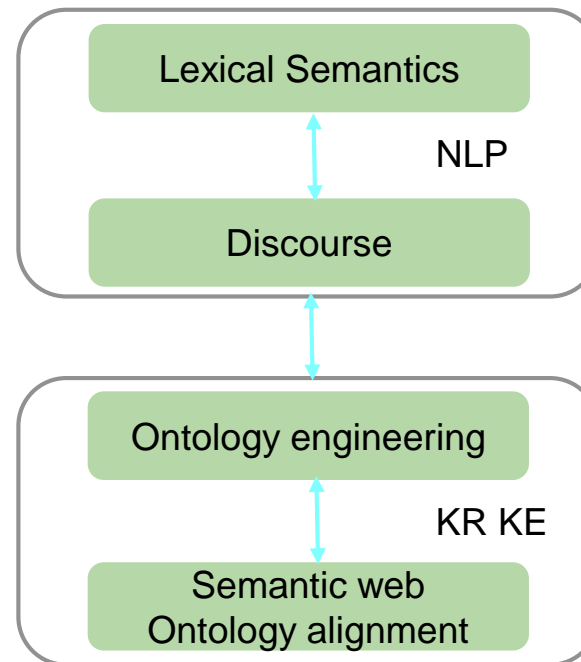 Lexical Semantics
NLP
Discourse
Ontology engineering
KR KE
Semantic web
Ontology alignment